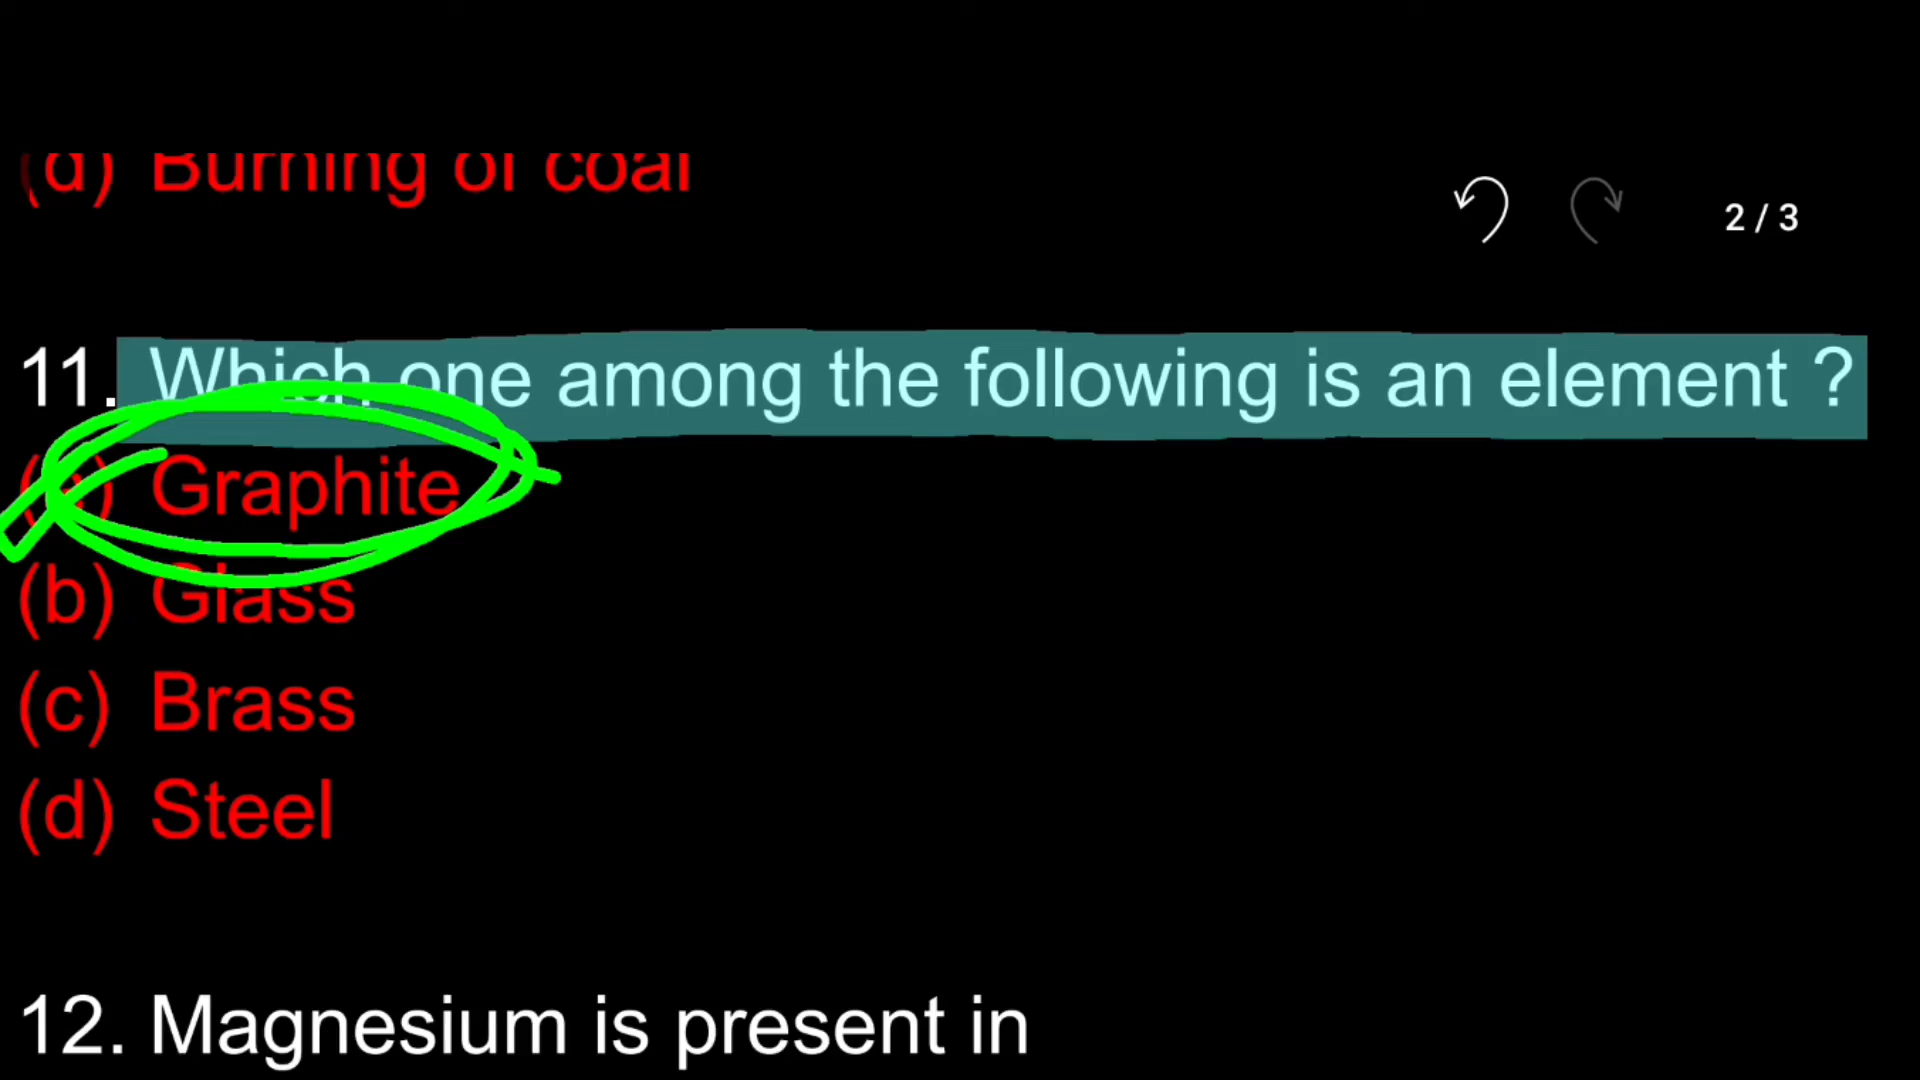 (d) Burning of coal
2 / 3
11. Which one among the following is an element ?
(a) Graphite
(b) Glass
(c) Brass
(d) Steel
12. Magnesium is present in